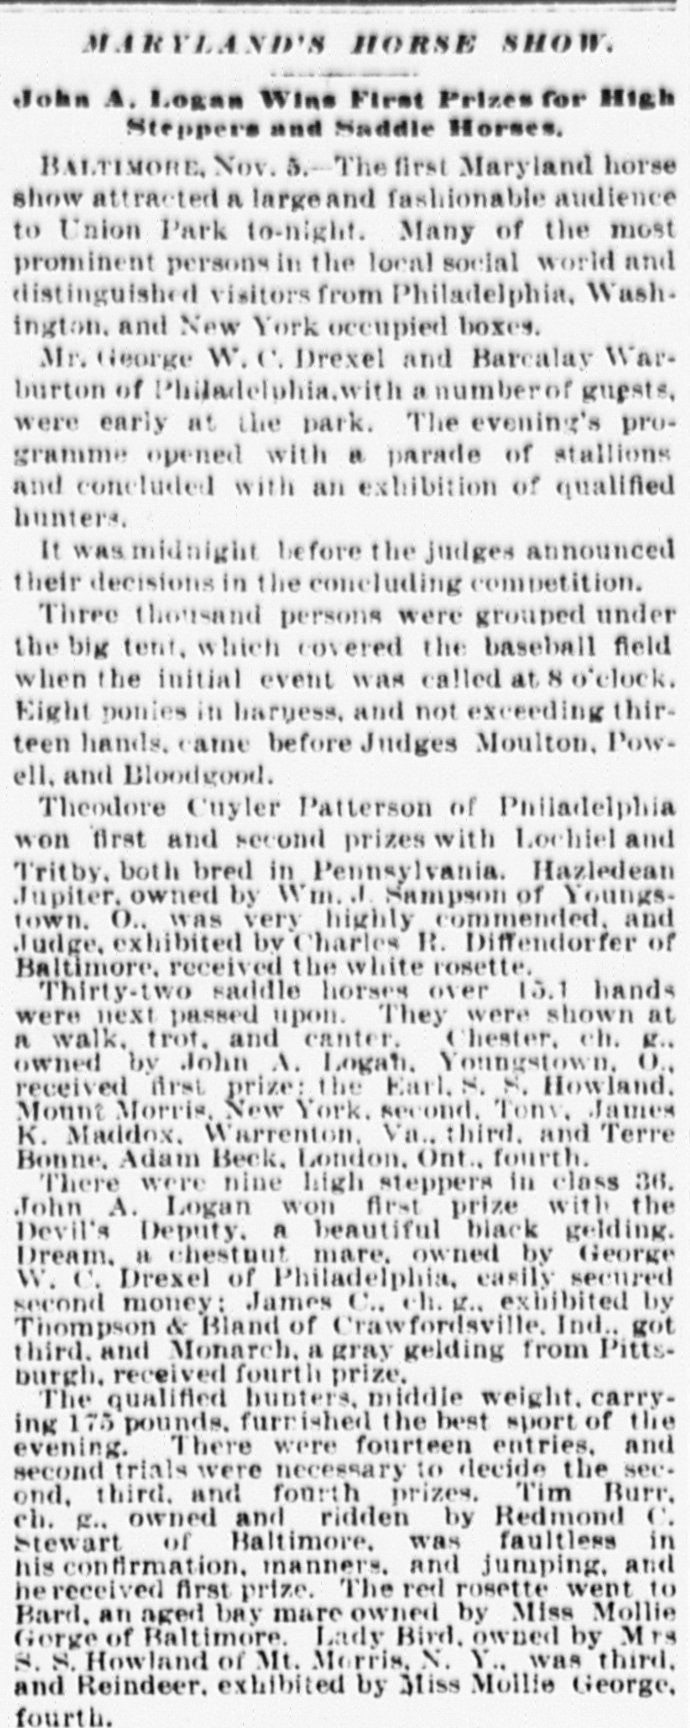 MARYLAND'S HORSE SHOW.
John A. Logan Wins First Prizes for High
Steppers and Saddle Horses.
BALTIMORE, Nov. 5.—The first Maryland horse
show attracted a large and fashionable audience
to Union Park to-night. Many of the most
prominent persons in the local social world and
distinguished visitors from Philadelphia, Wash-
ington, and New York occupied boxes.
Mr. George W. C. Drexel and Barcalay War-
burton of Philadelphia, with a number of guests,
were early at the park. The evening's pro-
gramme opened with a parade of stallions
and concluded with an exhibition of qualified
hunters.
It was midnight before the judges announced
their decisions in the concluding competition.
Three thousand persons were grouped under
the big tent, which covered the baseball field
when the initial event was called at 8 o'clock.
Eight ponies in harness, and not exceeding thir-
teen hands, came before Judges Moulton, Pow-
ell, and Bloodgood.
Theodore Cuyler Patterson of Philadelphia
won first and second prizes with Lochiel and
Tritby, both bred in Pennsylvania. Hazledean
Jupiter, owned by Wm. J. Sampson of Youngs-
town, O., was very highly commended, and
Judge, exhibited by Charles R. Diffendorfer of
Baltimore, received the white rosette.
Thirty-two saddle horses over 15.1 hands
were next passed upon. They were shown at
a walk, trot, and canter. Chester, ch. g.,
owned by John A. Logan, Youngstown, O.,
received first prize; the Earl, S. S. Howland,
Mount Morris, New York, second, Tony, James
K. Maddox, Warrenton, Va., third, and Terre
Bonne, Adam Beck, London, Ont., fourth.
There were nine high steppers in class 36.
John A. Logan won first prize with the
Devil's Deputy, a beautiful black gelding.
Dream, a chestnut mare, owned by George
W. C. Drexel of Philadelphia, easily secured
second money; James C., ch. g., exhibited by
Thompson & Bland of Crawfordsville, Ind., got
third, and Monarch, a gray gelding from Pitts-
burgh, received fourth prize.
The qualified hunters, middle weight, carry-
ing 175 pounds, furnished the best sport of the
evening. There were fourteen entries, and
second trials were necessary to decide the sec-
ond, third, and fourth prizes. Tim Burr,
ch. g., owned and ridden by Redmond C.
Stewart of Baltimore, was faultless in
his confirmation, manners, and jumping, and
he received first prize. The red rosette went to
Bard, an aged bay mare owned by Miss Mollie
Gorge of Baltimore. Lady Bird, owned by Mrs
S. S. Howland of Mt. Morris, N. Y., was third,
and Reindeer, exhibited by Miss Mollie George,
fourth.